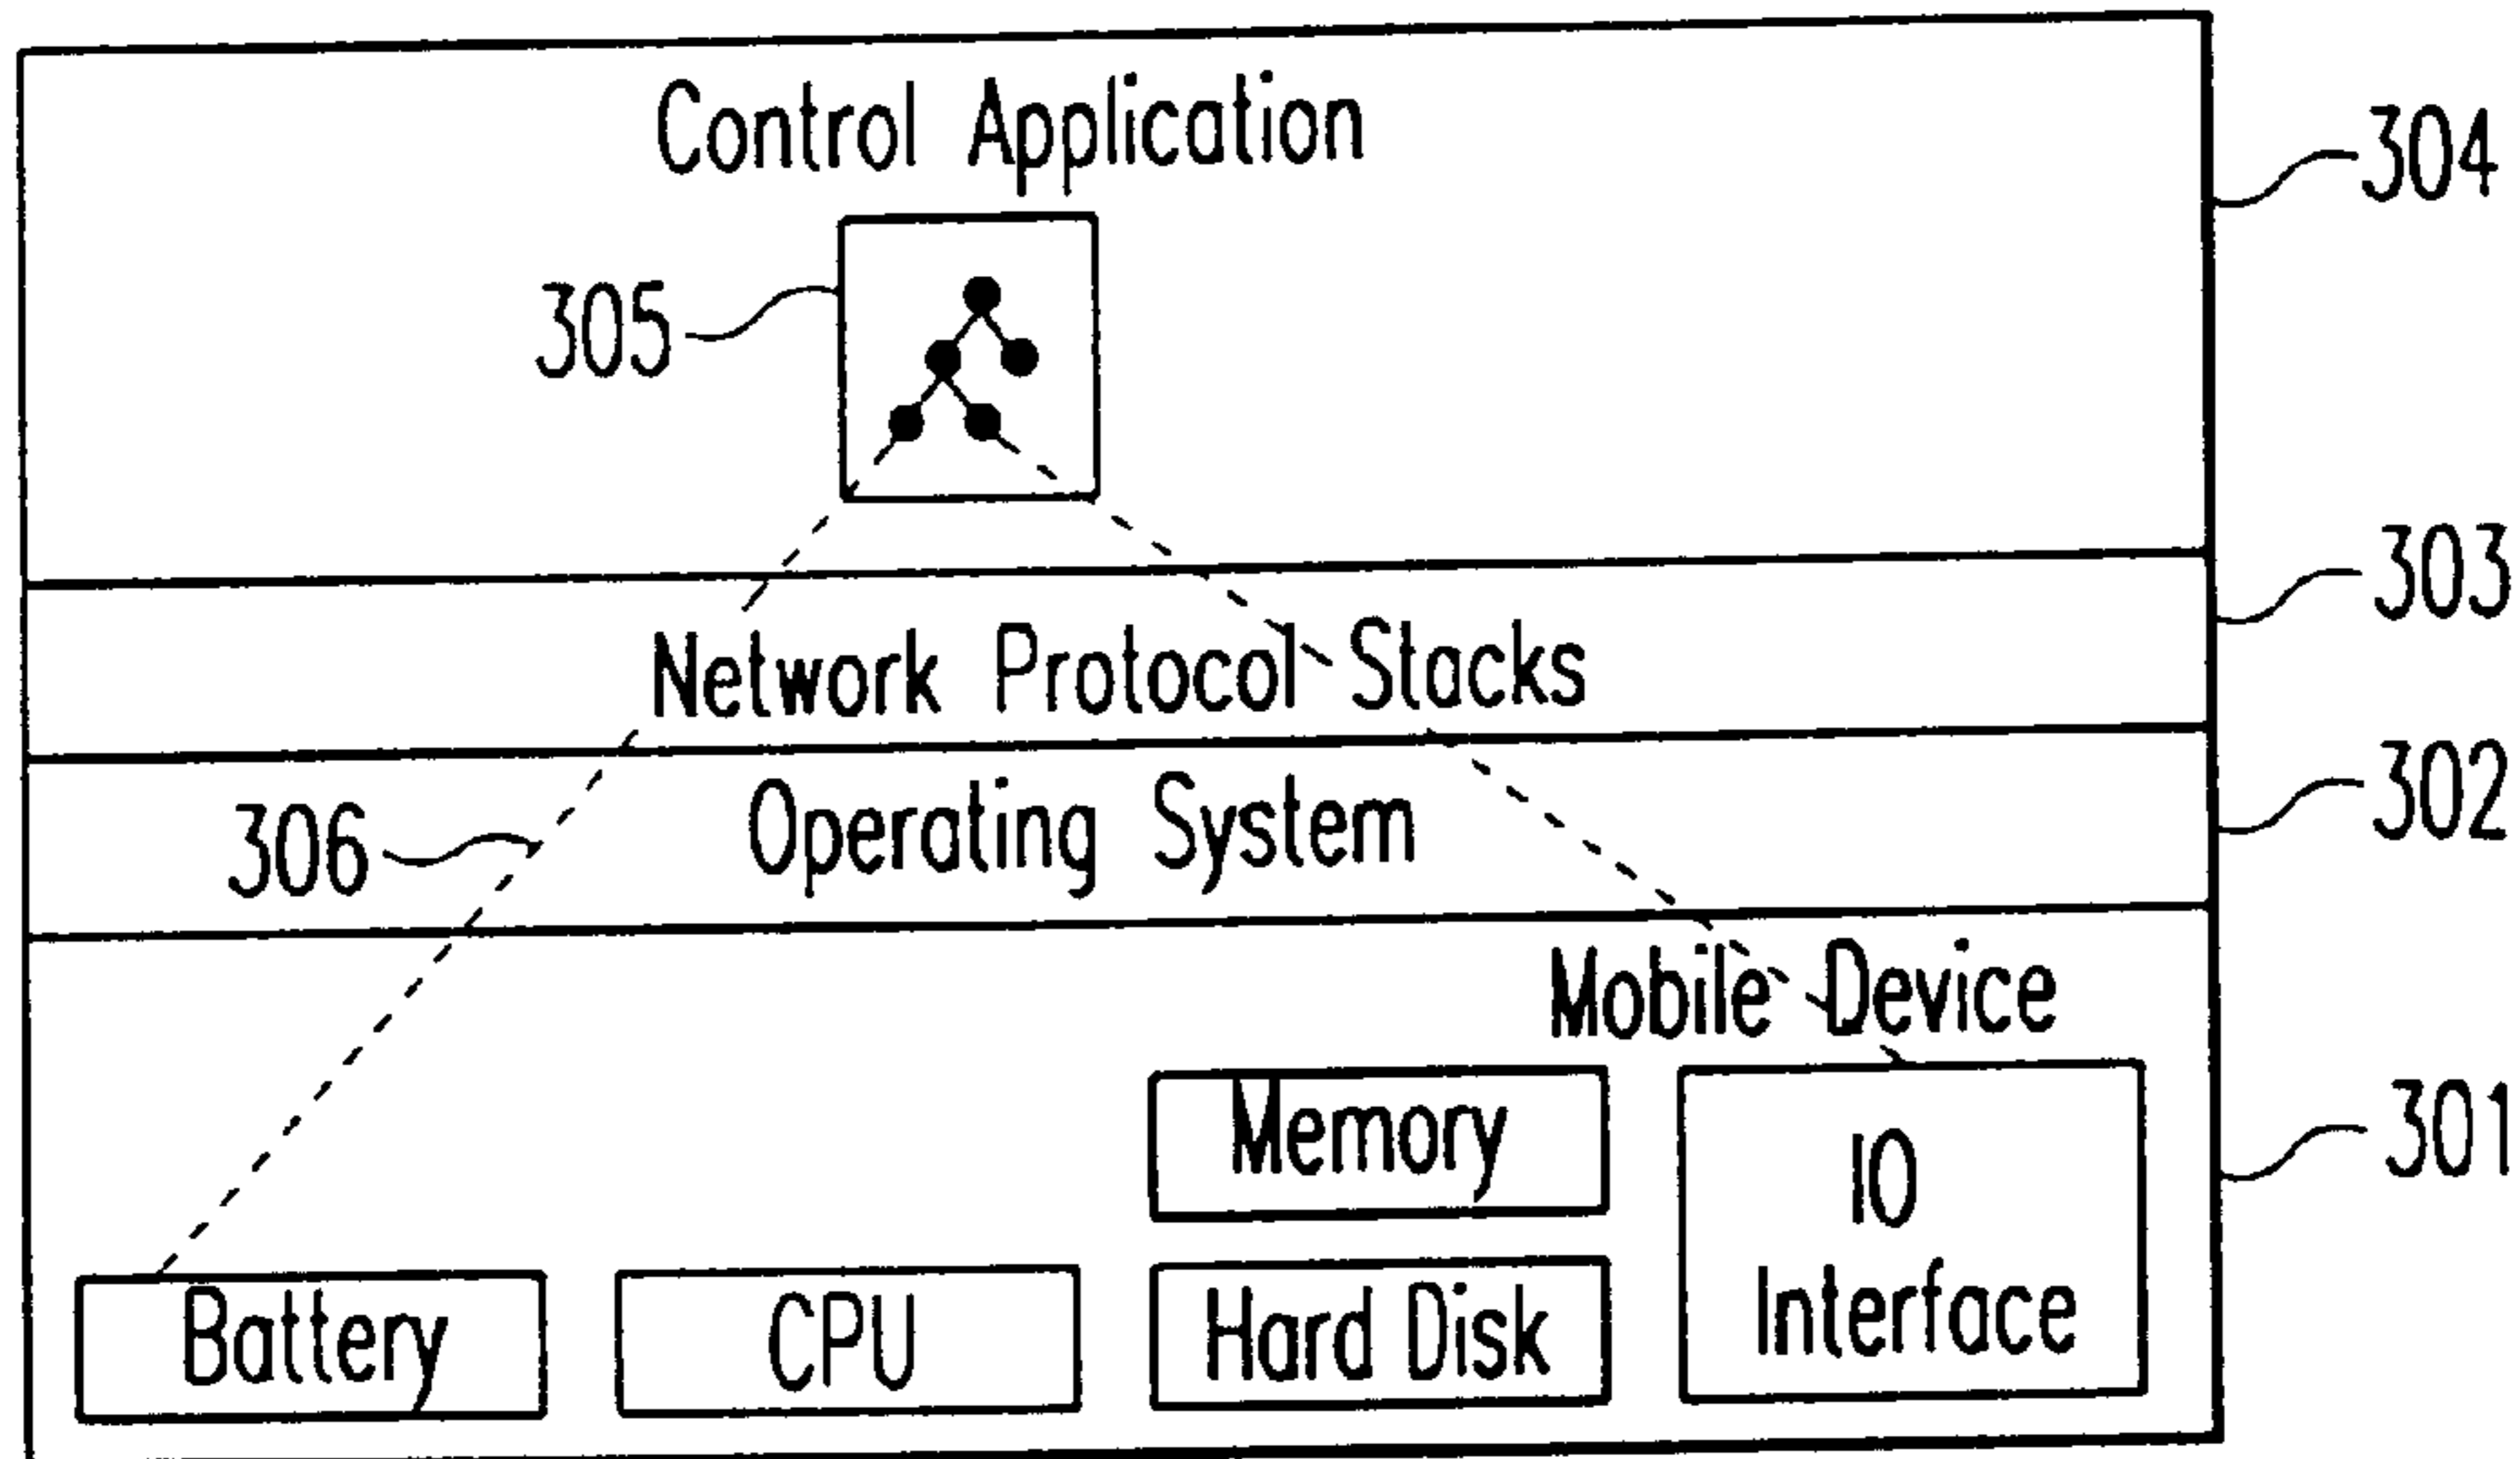 Control Application
304
305
303
Network Protocol Stacks
302
Operating System
306
Mobile Device
301
Memory
IO
Interface
Battery
CPU
Hard Disk